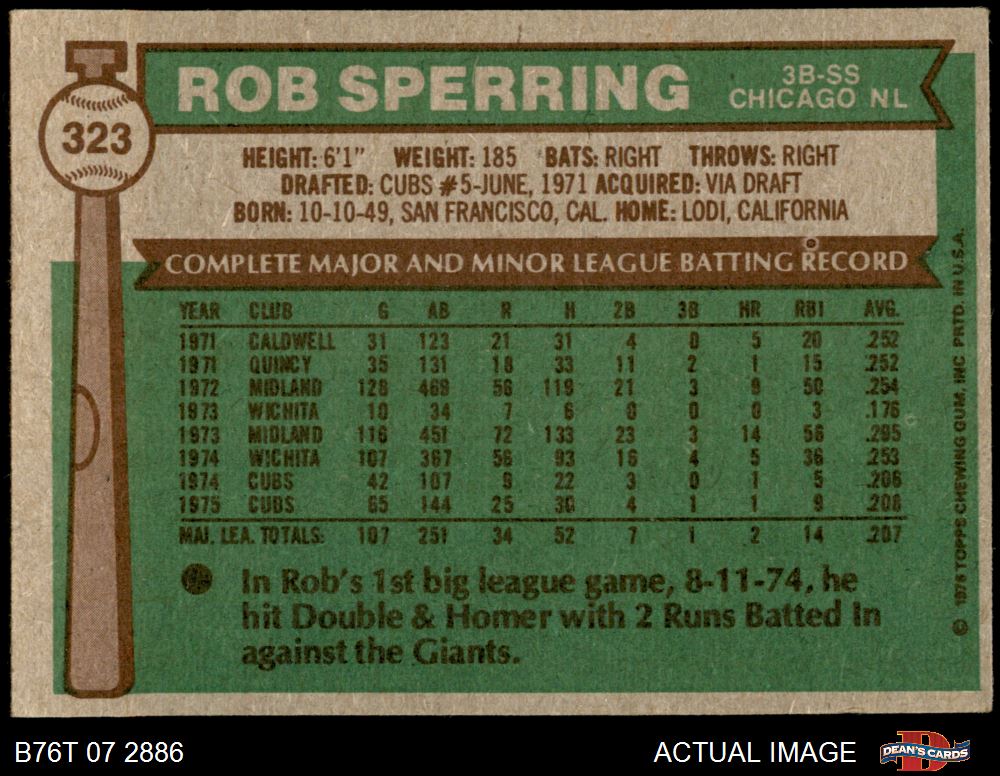 323
ROB SPERRING
3B-SS
CHICAGO NL
HEIGHT: 6'1" WEIGHT: 185 BATS: RIGHT THROWS: RIGHT
DRAFTED: CUBS #5-JUNE, 1971 ACQUIRED: VIA DRAFT
BORN: 10-10-49, SAN FRANCISCO, CAL. HOME: LODI, CALIFORNIA
COMPLETE MAJOR AND MINOR LEAGUE BATTING RECORD
YEAR CLUB G AB R H 2B 3B HR RBI AVG.
1971 CALDWELL 31 123 21 31 4 0 5 20 .252
1971 QUINCY 35 131 18 33 11 2 1 15 .252
1972 MIDLAND 128 469 56 119 21 3 9 50 .254
1973 WICHITA 10 34 7 6 0 0 0 3 .176
1973 MIDLAND 116 451 72 133 23 3 14 56 .295
1974 WICHITA 107 367 56 93 16 4 5 36 .253
1974 CUBS 42 107 9 22 3 0 1 5 .206
1975 CUBS 65 144 25 30 4 1 1 9 .208
MAJ. LEA. TOTALS: 107 251 34 52 7 1 2 14 .207
In Rob's 1st big league game, 8-11-74, he
hit Double & Homer with 2 Runs Batted In
against the Giants.
© 1976 TOPPS CHEWING GUM, INC PRTD. IN U.S.A.
B76T 07 2886
ACTUAL IMAGE
DEAN'S CARDS